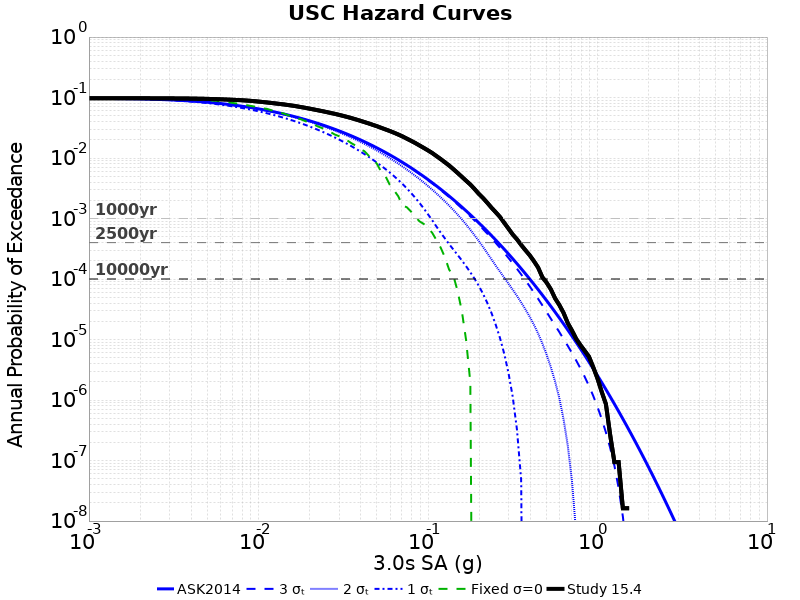 USC Hazard Curves
Annual Probability of Exceedance
10⁰
10⁻¹
10⁻²
10⁻³
10⁻⁴
10⁻⁵
10⁻⁶
10⁻⁷
10⁻⁸
1000yr
2500yr
10000yr
10⁻³ 10⁻² 10⁻¹ 10⁰ 10¹
3.0s SA (g)
ASK2014 3 σₜ 2 σₜ 1 σₜ Fixed σ=0 Study 15.4